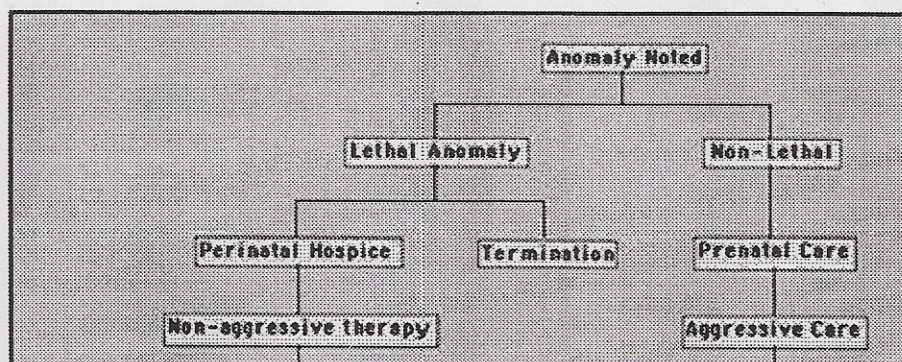 Anomaly Noted
Lethal Anomaly Non-Lethal
Perinatal Hospice Termination Prenatal Care
Non-aggressive therapy Aggressive Care